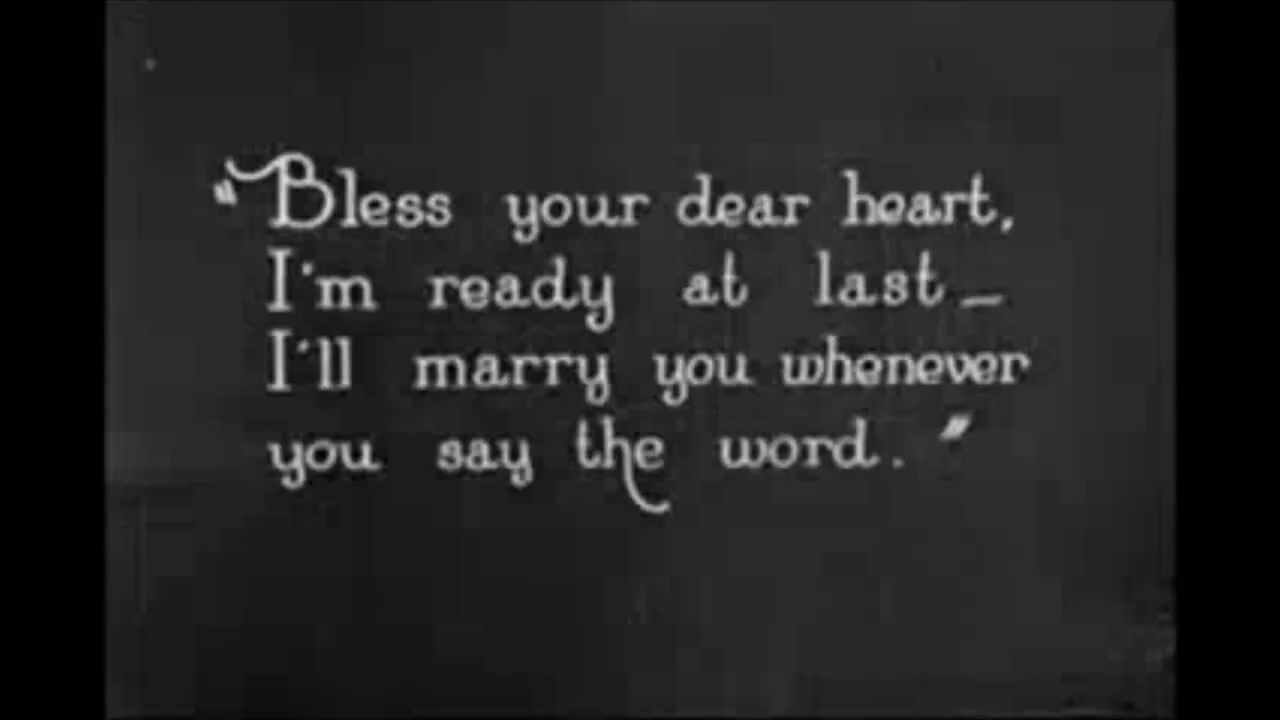 "Bless your dear heart,
I'm ready at last—
I'll marry you whenever
you say the word."